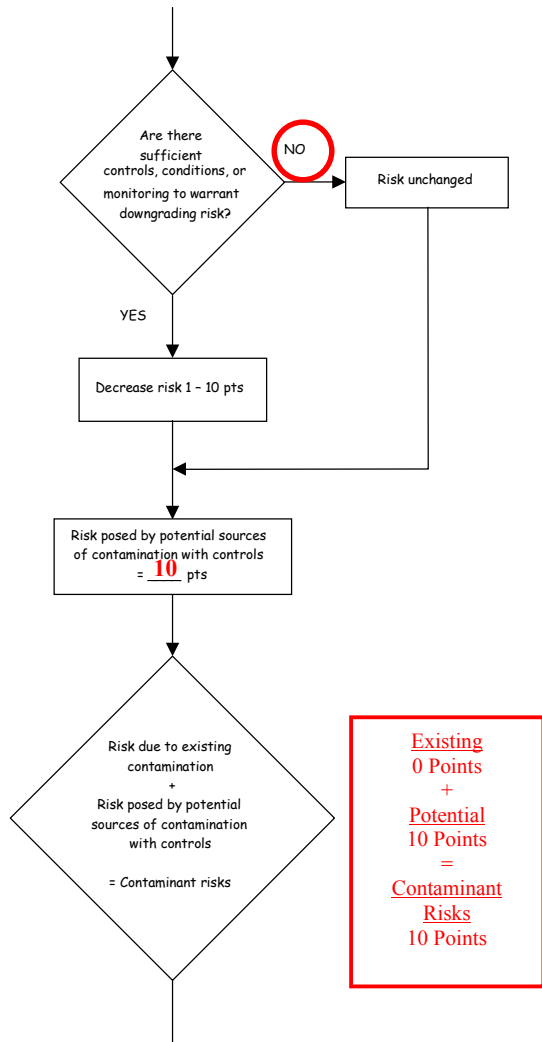 Are there
sufficient
controls, conditions, or
monitoring to warrant
downgrading risk?
NO
Risk unchanged
YES
Decrease risk 1 – 10 pts
Risk posed by potential sources
of contamination with controls
= 10 pts
Risk due to existing
contamination
+
Risk posed by potential
sources of contamination
with controls
= Contaminant risks
Existing
0 Points
+
Potential
10 Points
=
Contaminant
Risks
10 Points